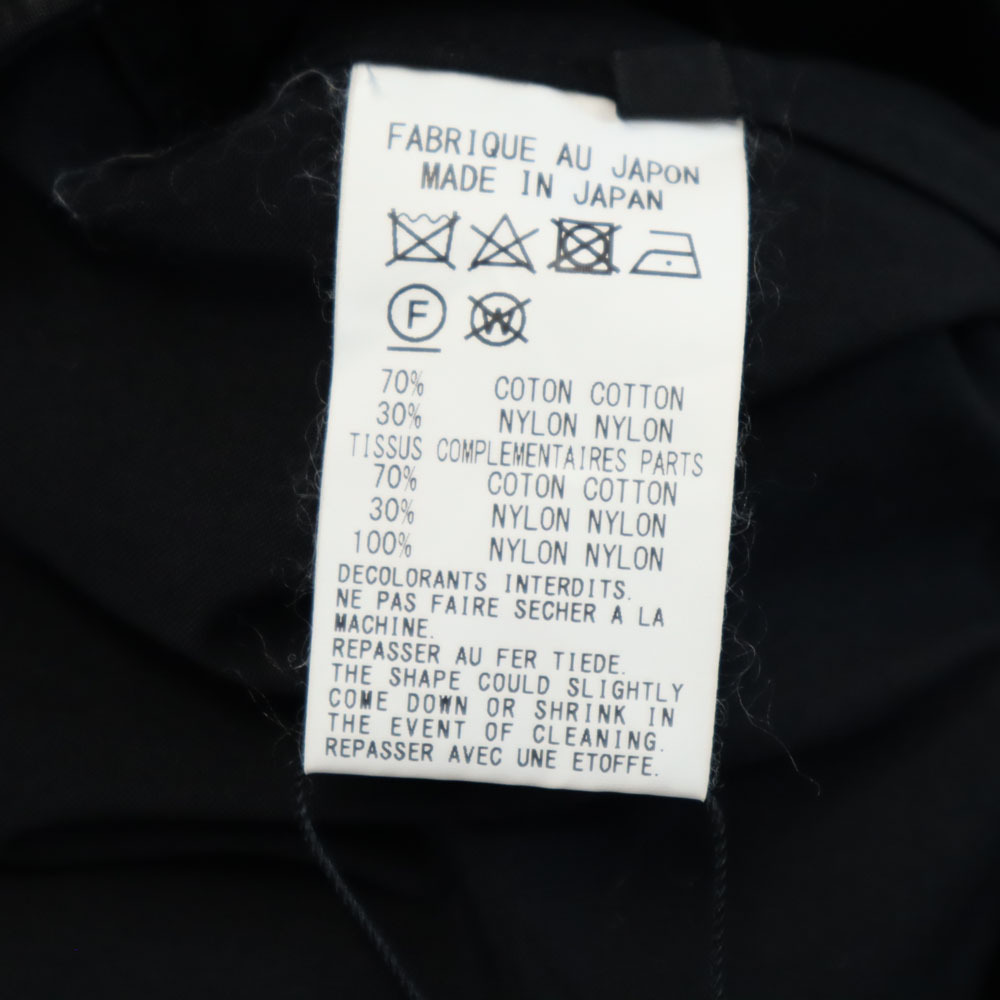 FABRIQUE AU JAPON
MADE IN JAPAN
F W
70% COTON COTTON
30% NYLON NYLON
TISSUS COMPLEMENTAIRES PARTS
70% COTON COTTON
30% NYLON NYLON
100% NYLON NYLON
DECOLORANTS INTERDITS.
NE PAS FAIRE SECHER A LA
MACHINE.
REPASSER AU FER TIEDE.
THE SHAPE COULD SLIGHTLY
COME DOWN OR SHRINK IN
THE EVENT OF CLEANING.
REPASSER AVEC UNE ETOFFE.